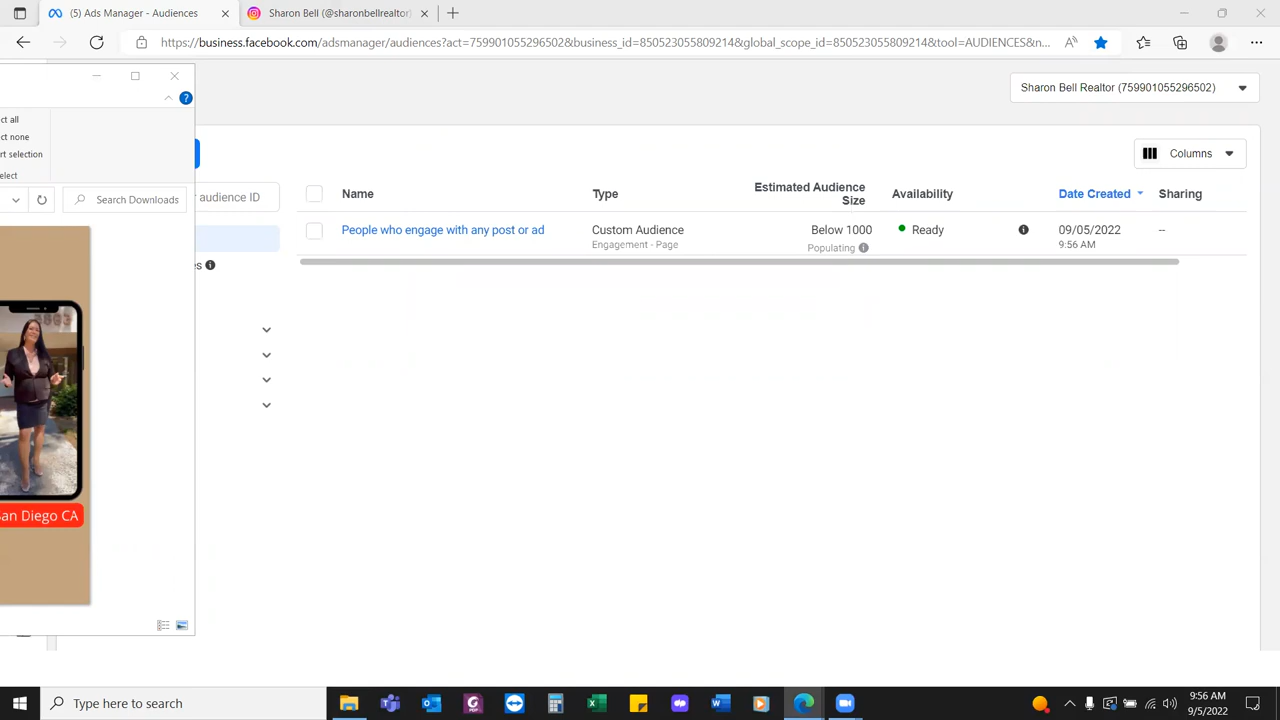 (5) Ads Manager - Audiences
Sharon Bell (@sharonbellrealtor)
https://business.facebook.com/adsmanager/audiences?act=759901055296502&business_id=850523055809214&global_scope_id=850523055809214&tool=AUDIENCES&n...
Sharon Bell Realtor (759901055296502)
ct all
ct none
rt selection
elect
Search Downloads
audience ID
Columns
Name
Type
Estimated Audience
Size
Availability
Date Created
Sharing
People who engage with any post or ad
Custom Audience
Engagement - Page
Below 1000
Populating
Ready
09/05/2022
9:56 AM
--
es
San Diego CA
Type here to search
9:56 AM
9/5/2022